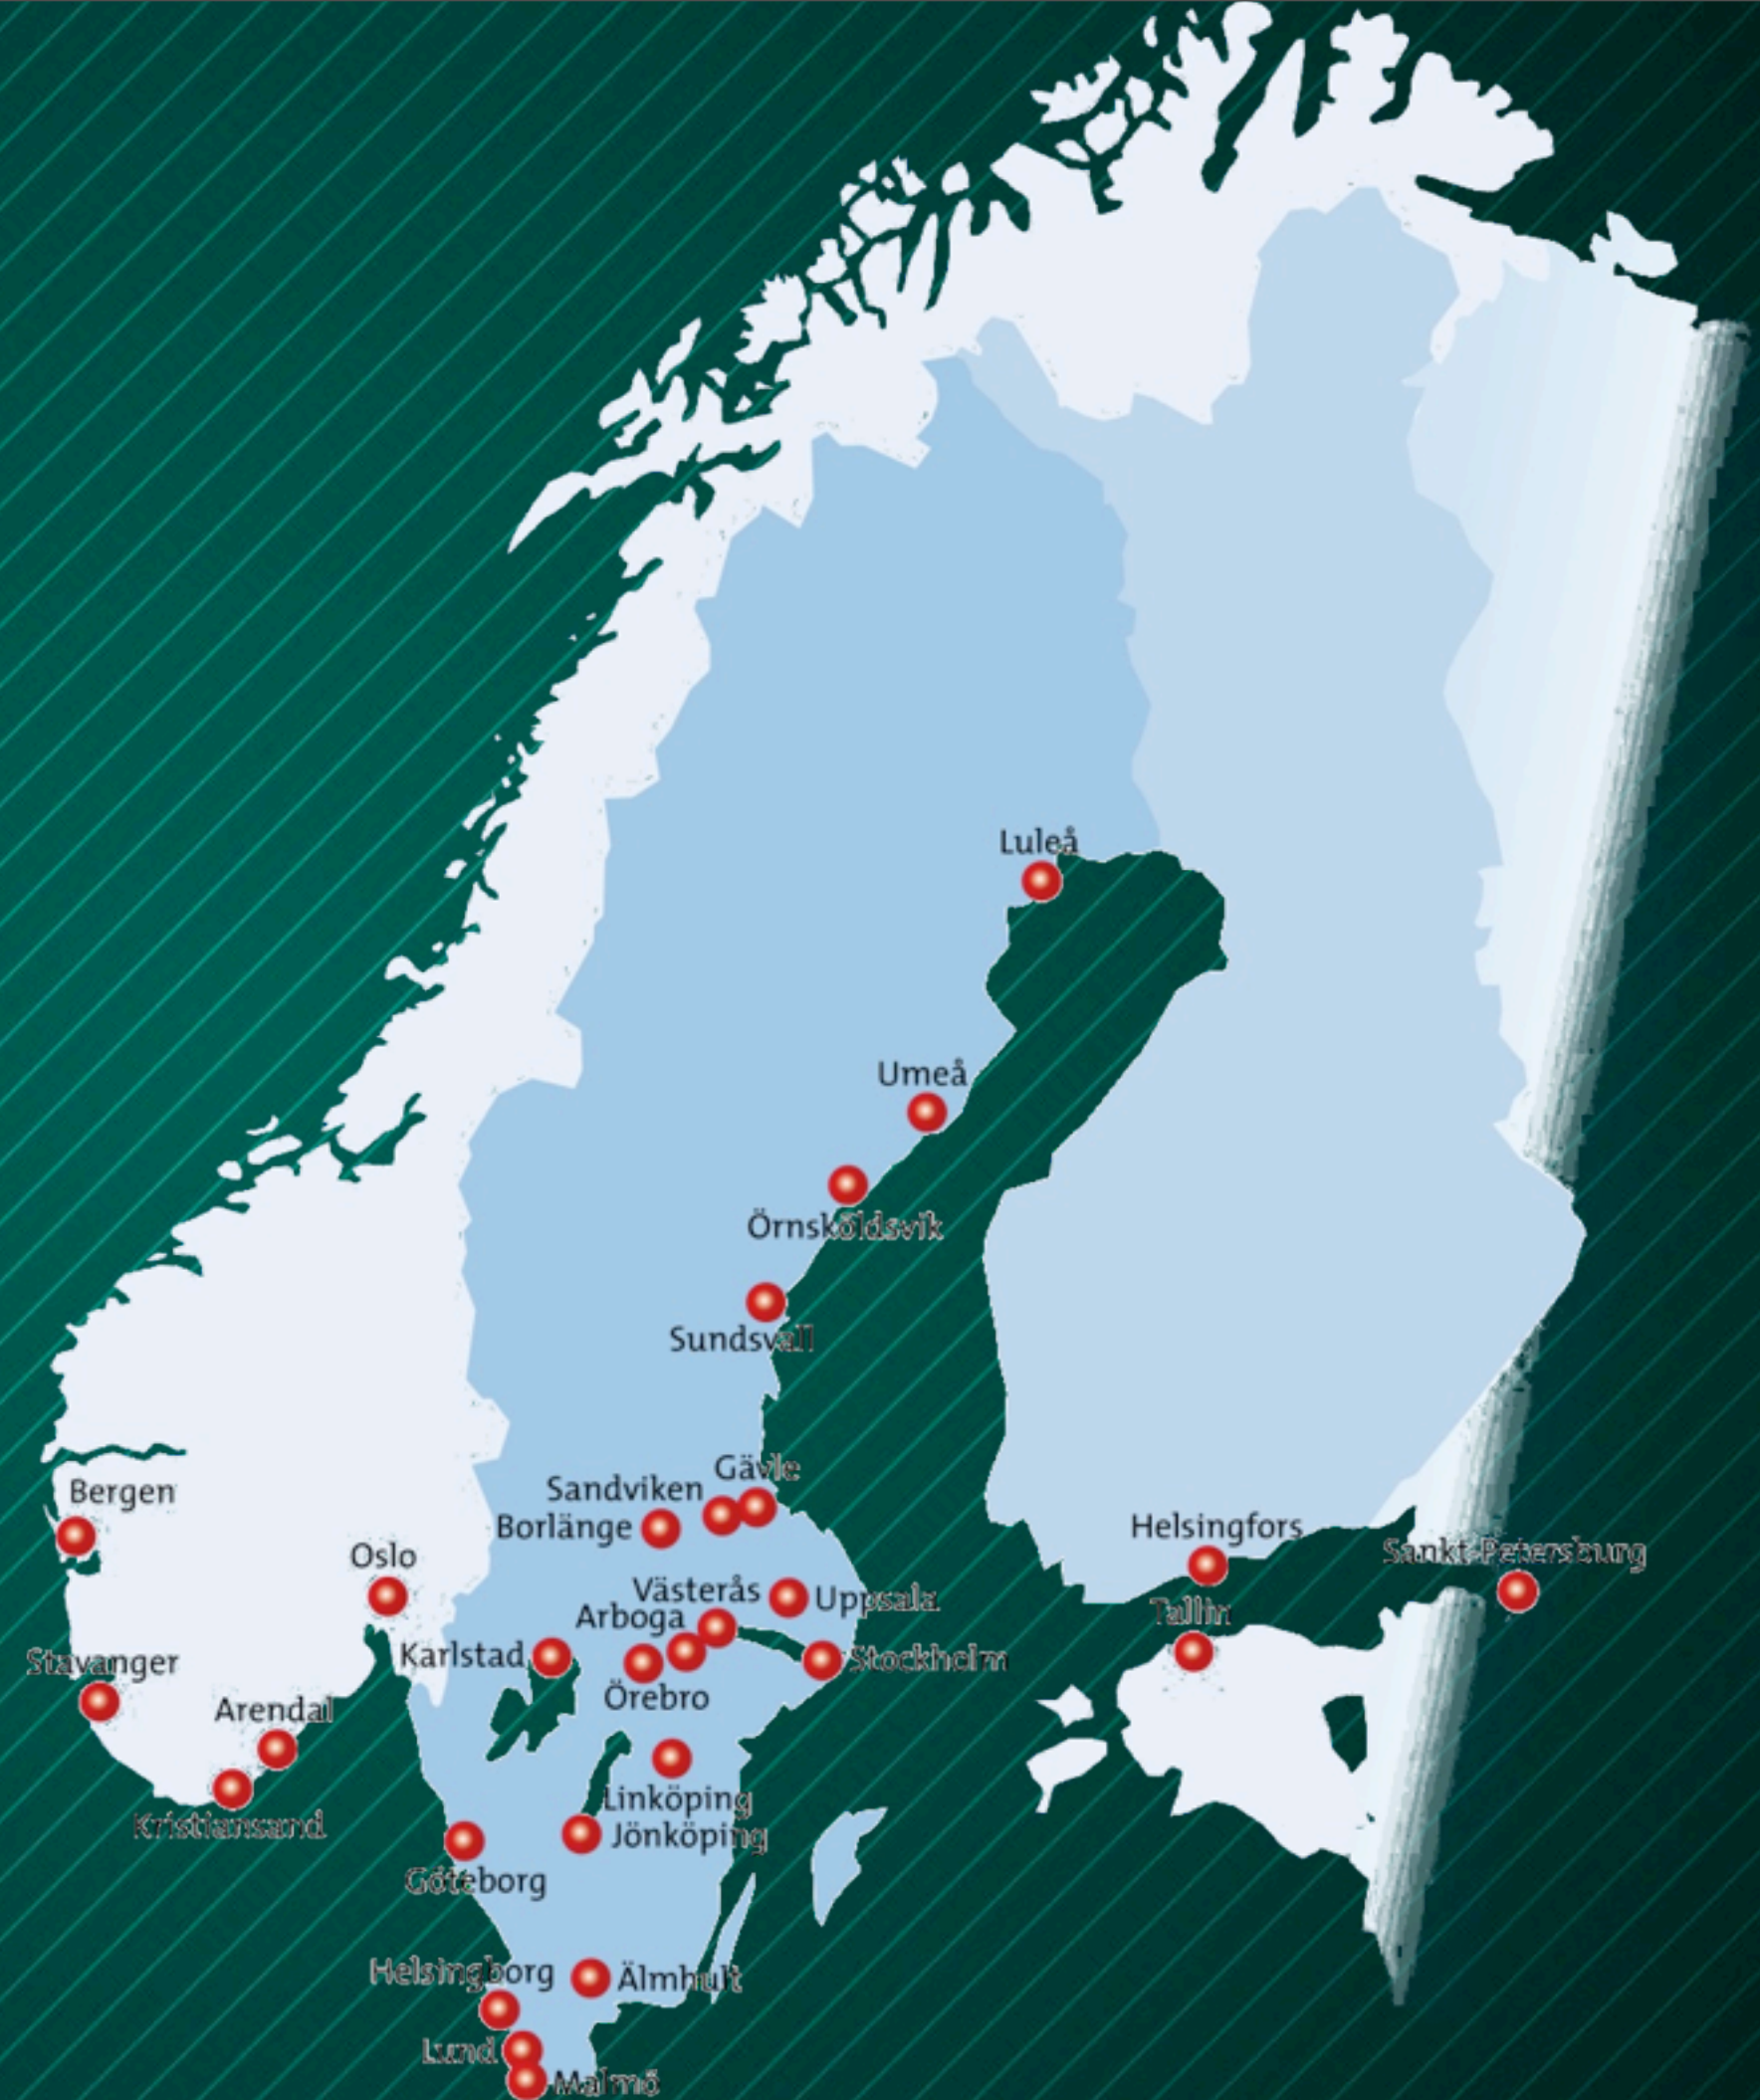 Luleå
Umeå
Örnsköldsvik
Sundsvall
Gävle
Sandviken
Borlänge
Bergen
Helsingfors
Sankt-Petersburg
Oslo
Västerås
Uppsala
Arboga
Tallin
Karlstad
Stockholm
Stavanger
Örebro
Arendal
Linköping
Kristiansand
Jönköping
Göteborg
Helsingborg
Älmhult
Lund
Malmö